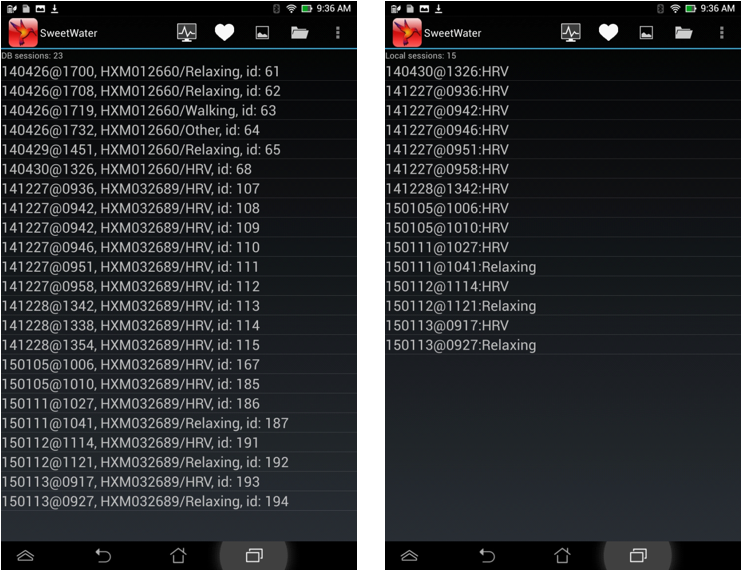 9:36 AM
SweetWater
DB sessions: 23
140426@1700, HXM012660/Relaxing, id: 61
140426@1708, HXM012660/Relaxing, id: 62
140426@1719, HXM012660/Walking, id: 63
140426@1732, HXM012660/Other, id: 64
140429@1451, HXM012660/Relaxing, id: 65
140430@1326, HXM012660/HRV, id: 68
141227@0936, HXM032689/HRV, id: 107
141227@0942, HXM032689/HRV, id: 108
141227@0942, HXM032689/HRV, id: 109
141227@0946, HXM032689/HRV, id: 110
141227@0951, HXM032689/HRV, id: 111
141227@0958, HXM032689/HRV, id: 112
141228@1342, HXM032689/HRV, id: 113
141228@1338, HXM032689/HRV, id: 114
141228@1354, HXM032689/HRV, id: 115
150105@1006, HXM032689/HRV, id: 167
150105@1010, HXM032689/HRV, id: 185
150111@1027, HXM032689/HRV, id: 186
150111@1041, HXM032689/Relaxing, id: 187
150112@1114, HXM032689/HRV, id: 191
150112@1121, HXM032689/Relaxing, id: 192
150113@0917, HXM032689/HRV, id: 193
150113@0927, HXM032689/Relaxing, id: 194
9:36 AM
SweetWater
Local sessions: 15
140430@1326:HRV
141227@0936:HRV
141227@0942:HRV
141227@0946:HRV
141227@0951:HRV
141227@0958:HRV
141228@1342:HRV
150105@1006:HRV
150105@1010:HRV
150111@1027:HRV
150111@1041:Relaxing
150112@1114:HRV
150112@1121:Relaxing
150113@0917:HRV
150113@0927:Relaxing